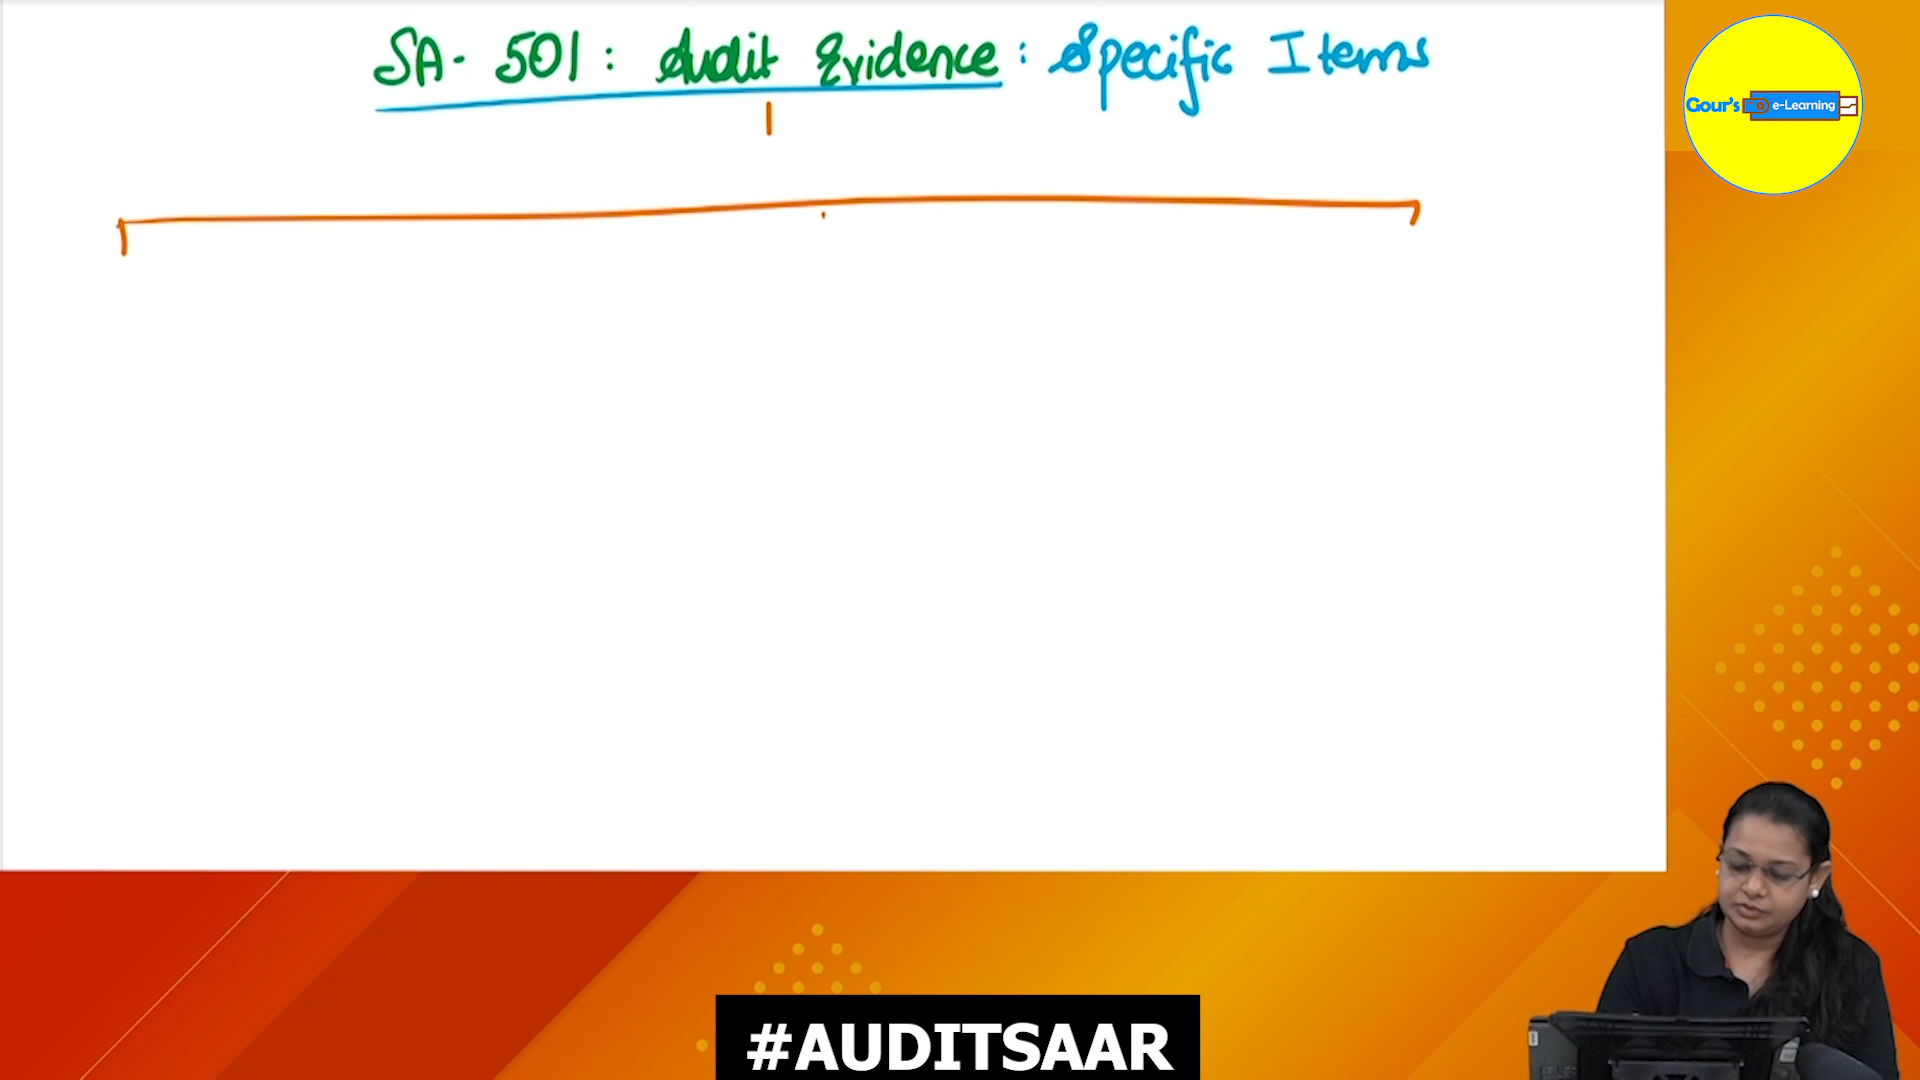 SA- 501 : Audit Evidence : Specific Items
Gour's e-Learning
#AUDITSAAR